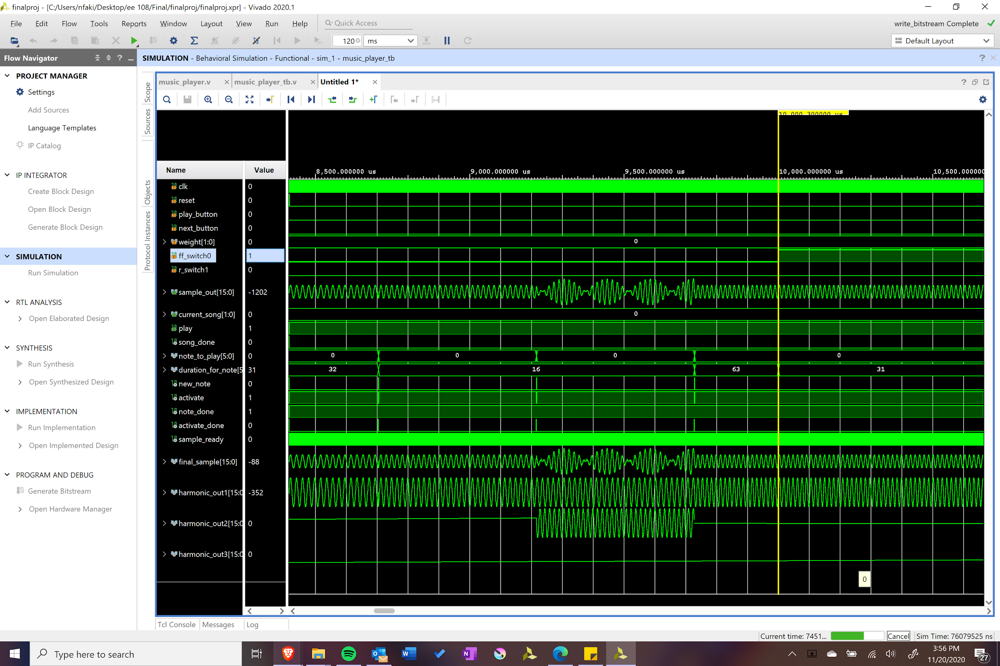 finalproj - [C:/Users/nfaki/Desktop/ee 108/Final/finalproj/finalproj.xpr] - Vivado 2020.1
File Edit Flow Tools Reports Window Layout View Run Help Quick Access write_bitstream Complete
120 ms Default Layout
Flow Navigator
SIMULATION - Behavioral Simulation - Functional - sim_1 - music_player_tb
PROJECT MANAGER
Settings
Add Sources
Language Templates
IP Catalog
IP INTEGRATOR
Create Block Design
Open Block Design
Generate Block Design
SIMULATION
Run Simulation
RTL ANALYSIS
Open Elaborated Design
SYNTHESIS
Run Synthesis
Open Synthesized Design
IMPLEMENTATION
Run Implementation
Open Implemented Design
PROGRAM AND DEBUG
Generate Bitstream
Open Hardware Manager
Scope
Sources
Objects
Protocol Instances
music_player.v music_player_tb.v Untitled 1*
10,000.300000 us
Name Value
8,500.000000 us 9,000.000000 us 9,500.000000 us 10,000.000000 us 10,500.000000
clk 0
reset 0
play_button 0
next_button 0
weight[1:0] 0 0
ff_switch0 1
r_switch1 0
sample_out[15:0] -1202
current_song[1:0] 0 0
play 1
song_done 0
note_to_play[5:0] 0 0 0 0 0
duration_for_note[5 31 32 16 63 31
new_note 0
activate 1
note_done 1
activate_done 0
sample_ready 0
final_sample[15:0] -88
harmonic_out1[15:0 -352
harmonic_out2[15:0 0
harmonic_out3[15:0 0
0
Tcl Console Messages Log
Current time: 7451... Cancel Sim Time: 76079525 ns
Type here to search
3:56 PM
11/20/2020
27